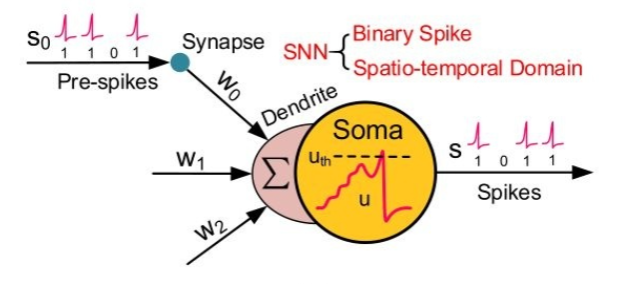 S0
1 1 0 1
Pre-spikes
Synapse
SNN
Binary Spike
Spatio-temporal Domain
W0
Dendrite
W1
W2
Σ
Soma
uth
u
S
1 0 1 1
Spikes